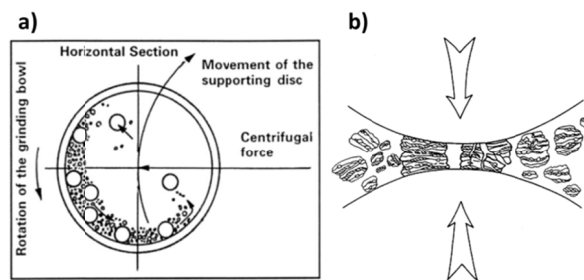 a)
b)
Horizontal Section
Movement of the
supporting disc
Centrifugal
force
Rotation of the grinding bowl